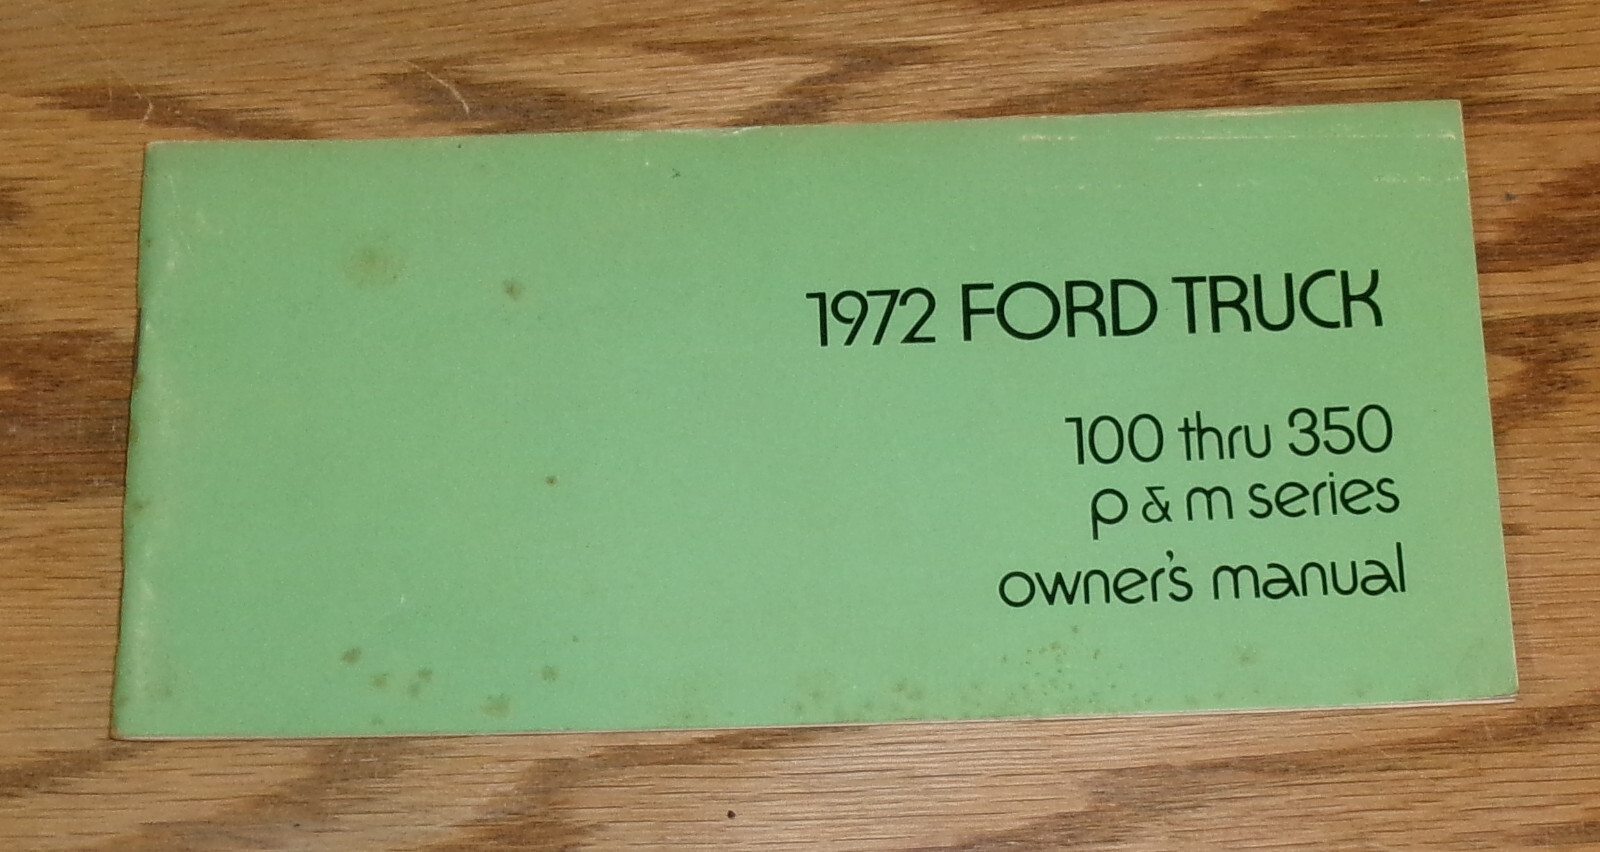 1972 FORD TRUCK
100 thru 350
p & m series
owner's manual